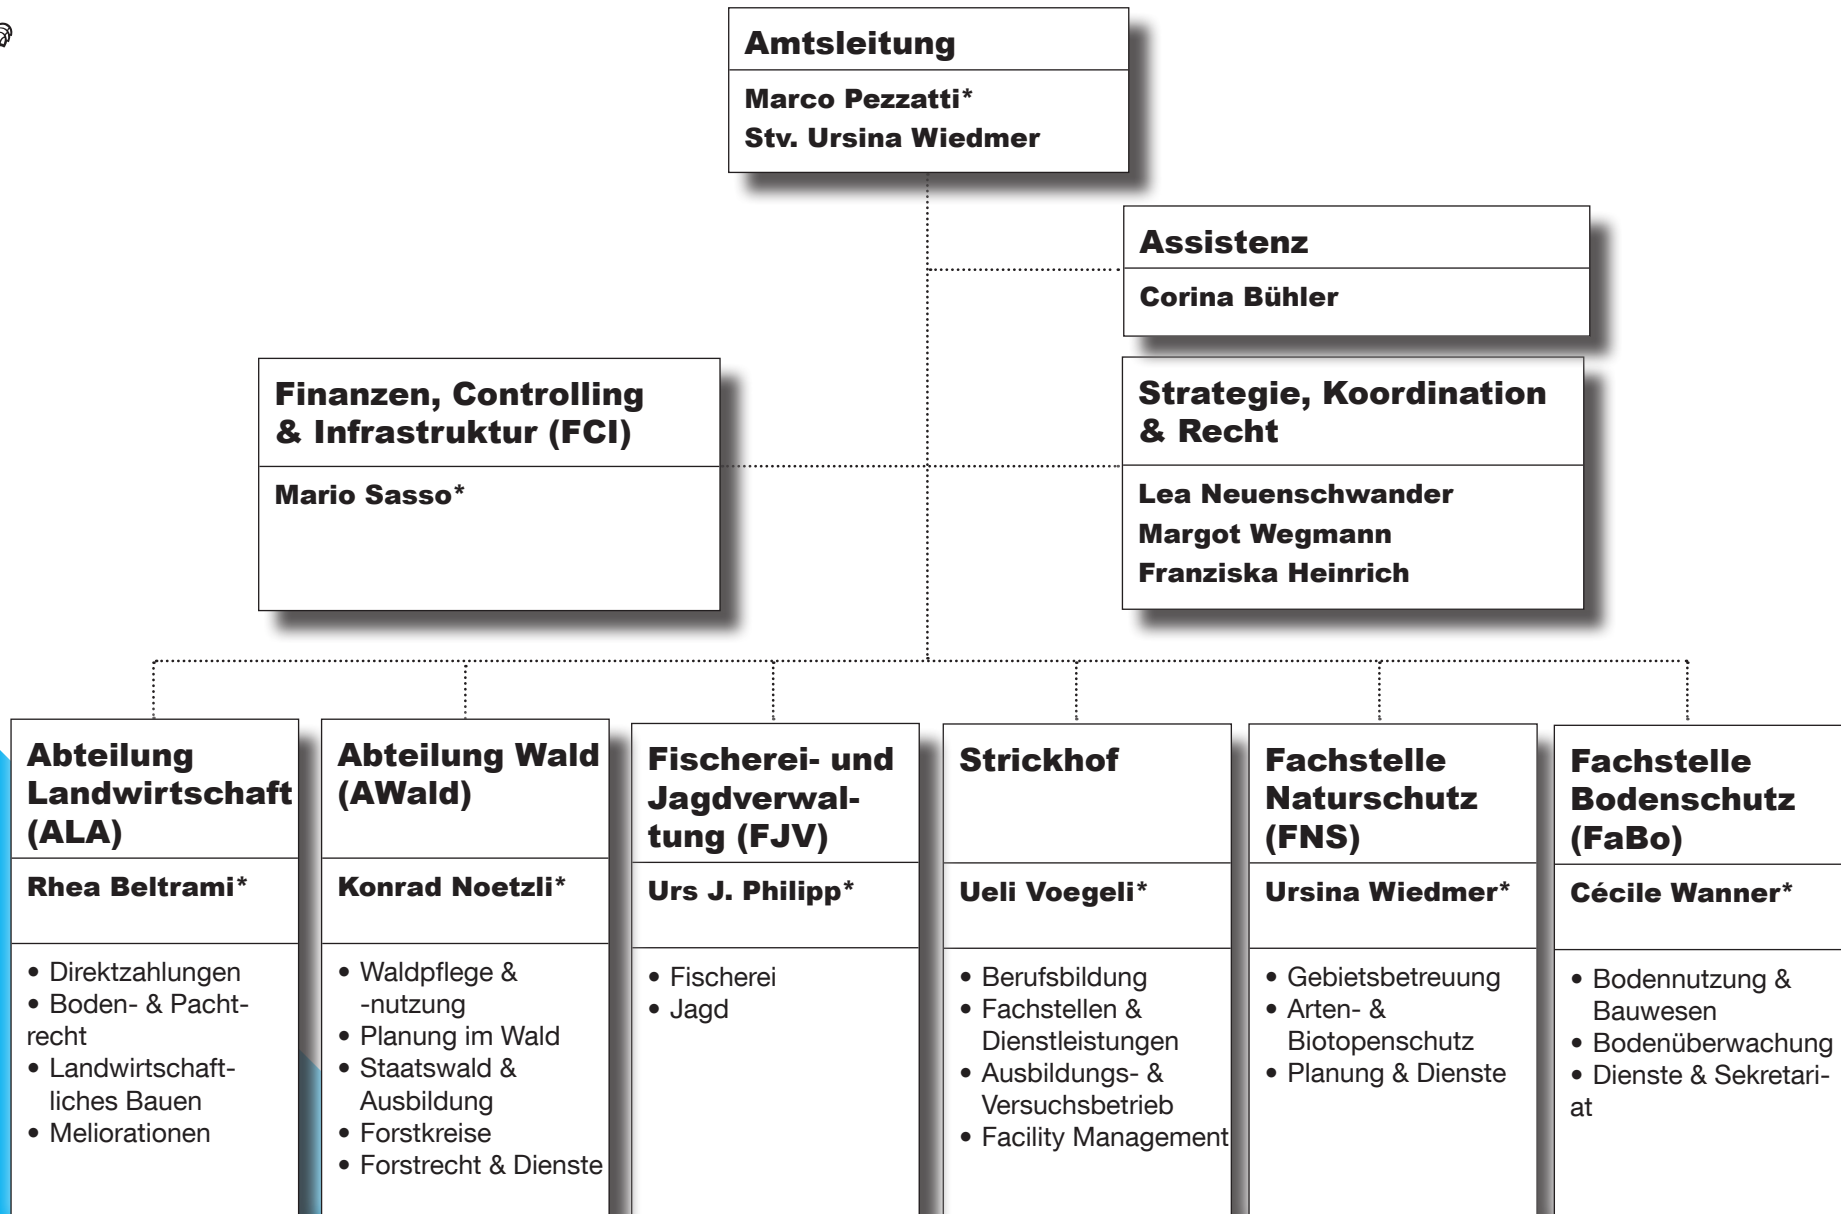 Amtsleitung
Marco Pezzatti*
Stv. Ursina Wiedmer
Assistenz
Corina Bühler
Finanzen, Controlling
& Infrastruktur (FCI)
Mario Sasso*
Strategie, Koordination
& Recht
Lea Neuenschwander
Margot Wegmann
Franziska Heinrich
Abteilung
Landwirtschaft
(ALA)
Rhea Beltrami*
• Direktzahlungen
• Boden- & Pacht-
recht
• Landwirtschaft-
liches Bauen
• Meliorationen
Abteilung Wald
(AWald)
Konrad Noetzli*
• Waldpflege &
-nutzung
• Planung im Wald
• Staatswald &
Ausbildung
• Forstkreise
• Forstrecht & Dienste
Fischerei- und
Jagdverwal-
tung (FJV)
Urs J. Philipp*
• Fischerei
• Jagd
Strickhof
Ueli Voegeli*
• Berufsbildung
• Fachstellen &
Dienstleistungen
• Ausbildungs- &
Versuchsbetrieb
• Facility Management
Fachstelle
Naturschutz
(FNS)
Ursina Wiedmer*
• Gebietsbetreuung
• Arten- &
Biotopenschutz
• Planung & Dienste
Fachstelle
Bodenschutz
(FaBo)
Cécile Wanner*
• Bodennutzung &
Bauwesen
• Bodenüberwachung
• Dienste & Sekretari-
at